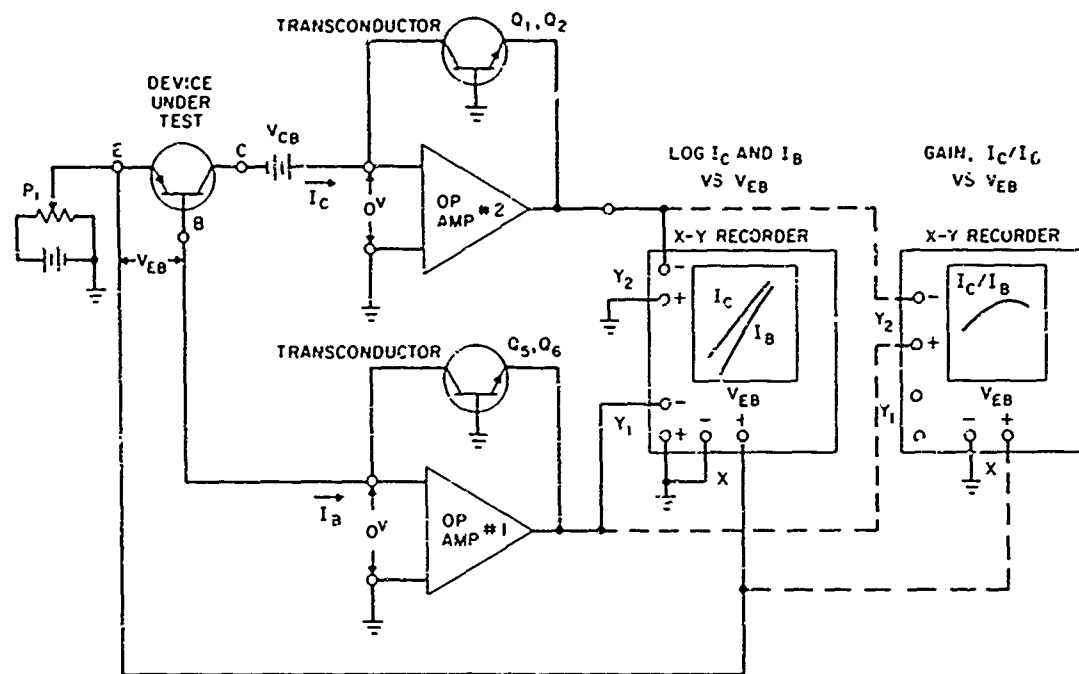 TRANSCONDUCTOR
Q1, Q2
DEVICE
UNDER
TEST
E
C
VCB
P1
B
VEB
IC
0V
OP
AMP #2
LOG IC AND IB
VS VEB
X-Y RECORDER
Y2
-
+
IC
IB
VEB
Y1
-
+
-
+
X
GAIN, IC/IG
VS VEB
X-Y RECORDER
IC/IB
Y2
-
+
VEB
Y1
-
+
X
TRANSCONDUCTOR
Q5, Q6
IB
0V
OP
AMP #1